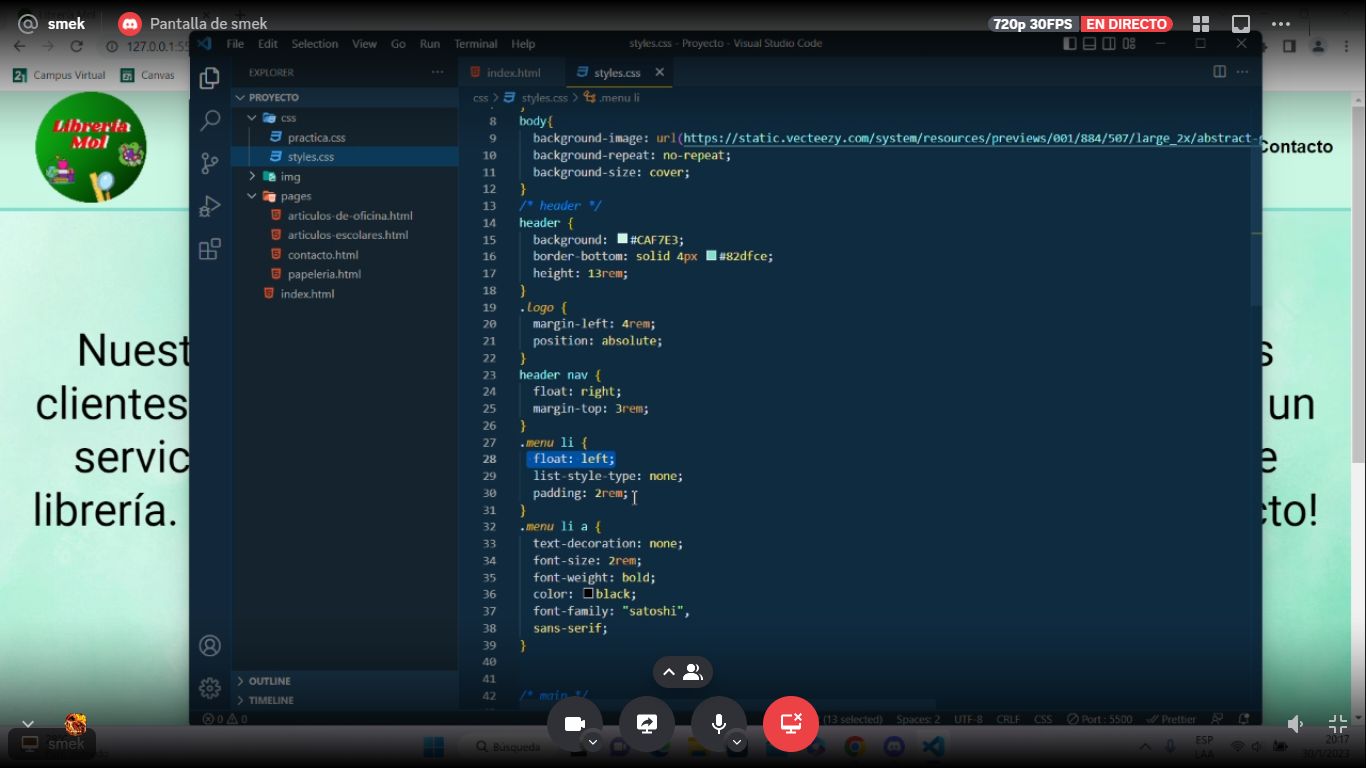 smek
Pantalla de smek
720p 30FPS EN DIRECTO
127.0.0.1:55
Campus Virtual
Canvas
File Edit Selection View Go Run Terminal Help
styles.css - Proyecto - Visual Studio Code
EXPLORER
PROYECTO
css
practica.css
styles.css
img
pages
articulos-de-oficina.html
articulos-escolares.html
contacto.html
papeleria.html
index.html
OUTLINE
TIMELINE
index.html
styles.css
css > styles.css > .menu li
8 body{
9 background-image: url(https://static.vecteezy.com/system/resources/previews/001/884/507/large_2x/abstract-
10 background-repeat: no-repeat;
11 background-size: cover;
12 }
13 /* header */
14 header {
15 background: #CAF7E3;
16 border-bottom: solid 4px #82dfce;
17 height: 13rem;
18 }
19 .logo {
20 margin-left: 4rem;
21 position: absolute;
22 }
23 header nav {
24 float: right;
25 margin-top: 3rem;
26 }
27 .menu li {
28 float: left;
29 list-style-type: none;
30 padding: 2rem;
31 }
32 .menu li a {
33 text-decoration: none;
34 font-size: 2rem;
35 font-weight: bold;
36 color: black;
37 font-family: "satoshi",
38 sans-serif;
39 }
40
41
42 /* main */
Librería
Mol
Contacto
Nuest
clientes
servic
librería.
s
un
e
cto!
0 0
(13 selected) Spaces: 2 UTF-8 CRLF CSS Port : 5500 Prettier
smek
Búsqueda
ESP
LAA
20:17
30/1/2023